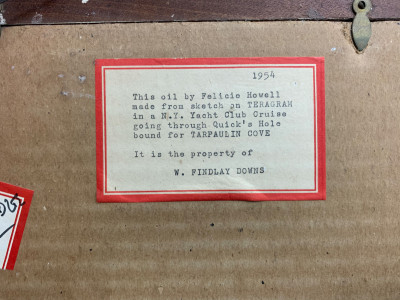 1954
This oil by Felicie Howell
made from sketch on TERAGRAM
in a N.Y. Yacht Club Cruise
going through Quick's Hole
bound for TARPAULIN COVE
It is the property of
W. FINDLAY DOWNS